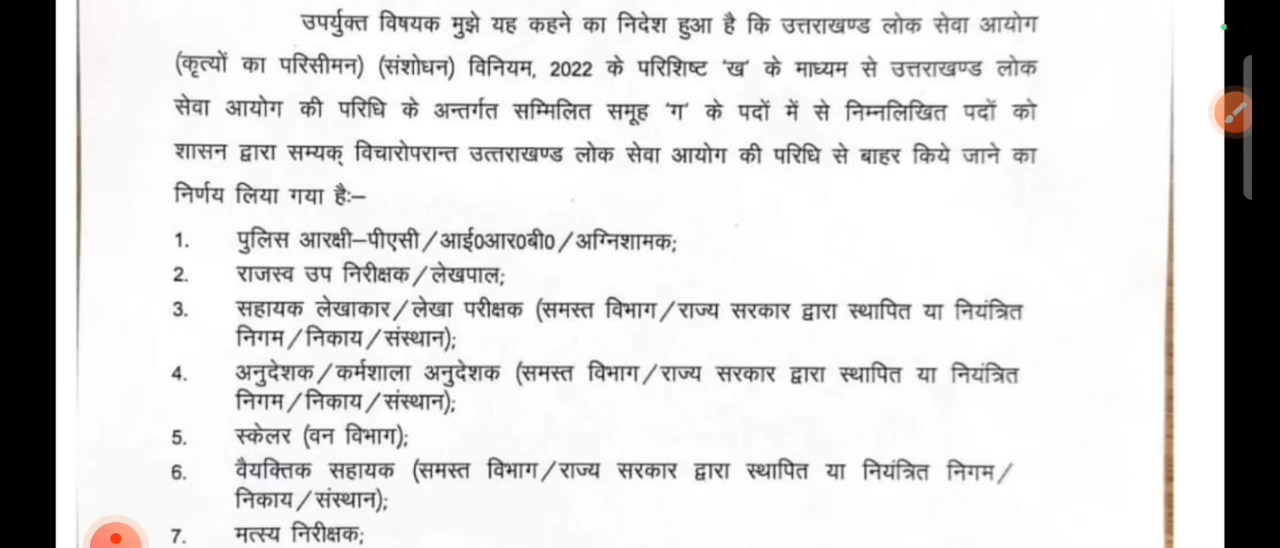 उपर्युक्त विषयक मुझे यह कहने का निदेश हुआ है कि उत्तराखण्ड लोक सेवा आयोग
(कृत्यों का परिसीमन) (संशोधन) विनियम, 2022 के परिशिष्ट 'ख' के माध्यम से उत्तराखण्ड लोक
सेवा आयोग की परिधि के अन्तर्गत सम्मिलित समूह 'ग' के पदों में से निम्नलिखित पदों को
शासन द्वारा सम्यक् विचारोपरान्त उत्तराखण्ड लोक सेवा आयोग की परिधि से बाहर किये जाने का
निर्णय लिया गया हैः–
1. पुलिस आरक्षी–पीएसी/आई0आर0बी0/अग्निशामक;
2. राजस्व उप निरीक्षक/लेखपाल;
3. सहायक लेखाकार/लेखा परीक्षक (समस्त विभाग/राज्य सरकार द्वारा स्थापित या नियंत्रित
निगम/निकाय/संस्थान);
4. अनुदेशक/कर्मशाला अनुदेशक (समस्त विभाग/राज्य सरकार द्वारा स्थापित या नियंत्रित
निगम/निकाय/संस्थान);
5. स्केलर (वन विभाग);
6. वैयक्तिक सहायक (समस्त विभाग/राज्य सरकार द्वारा स्थापित या नियंत्रित निगम/
निकाय/संस्थान);
7. मत्स्य निरीक्षक;